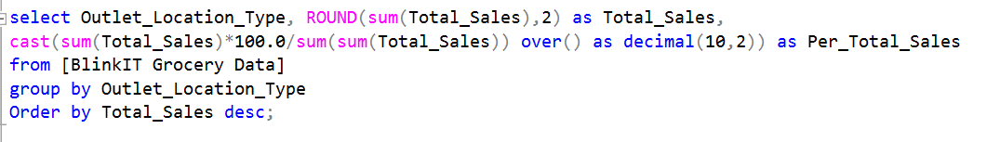 select Outlet_Location_Type, ROUND(sum(Total_Sales),2) as Total_Sales,
cast(sum(Total_Sales)*100.0/sum(sum(Total_Sales)) over() as decimal(10,2)) as Per_Total_Sales
from [BlinkIT Grocery Data]
group by Outlet_Location_Type
Order by Total_Sales desc;